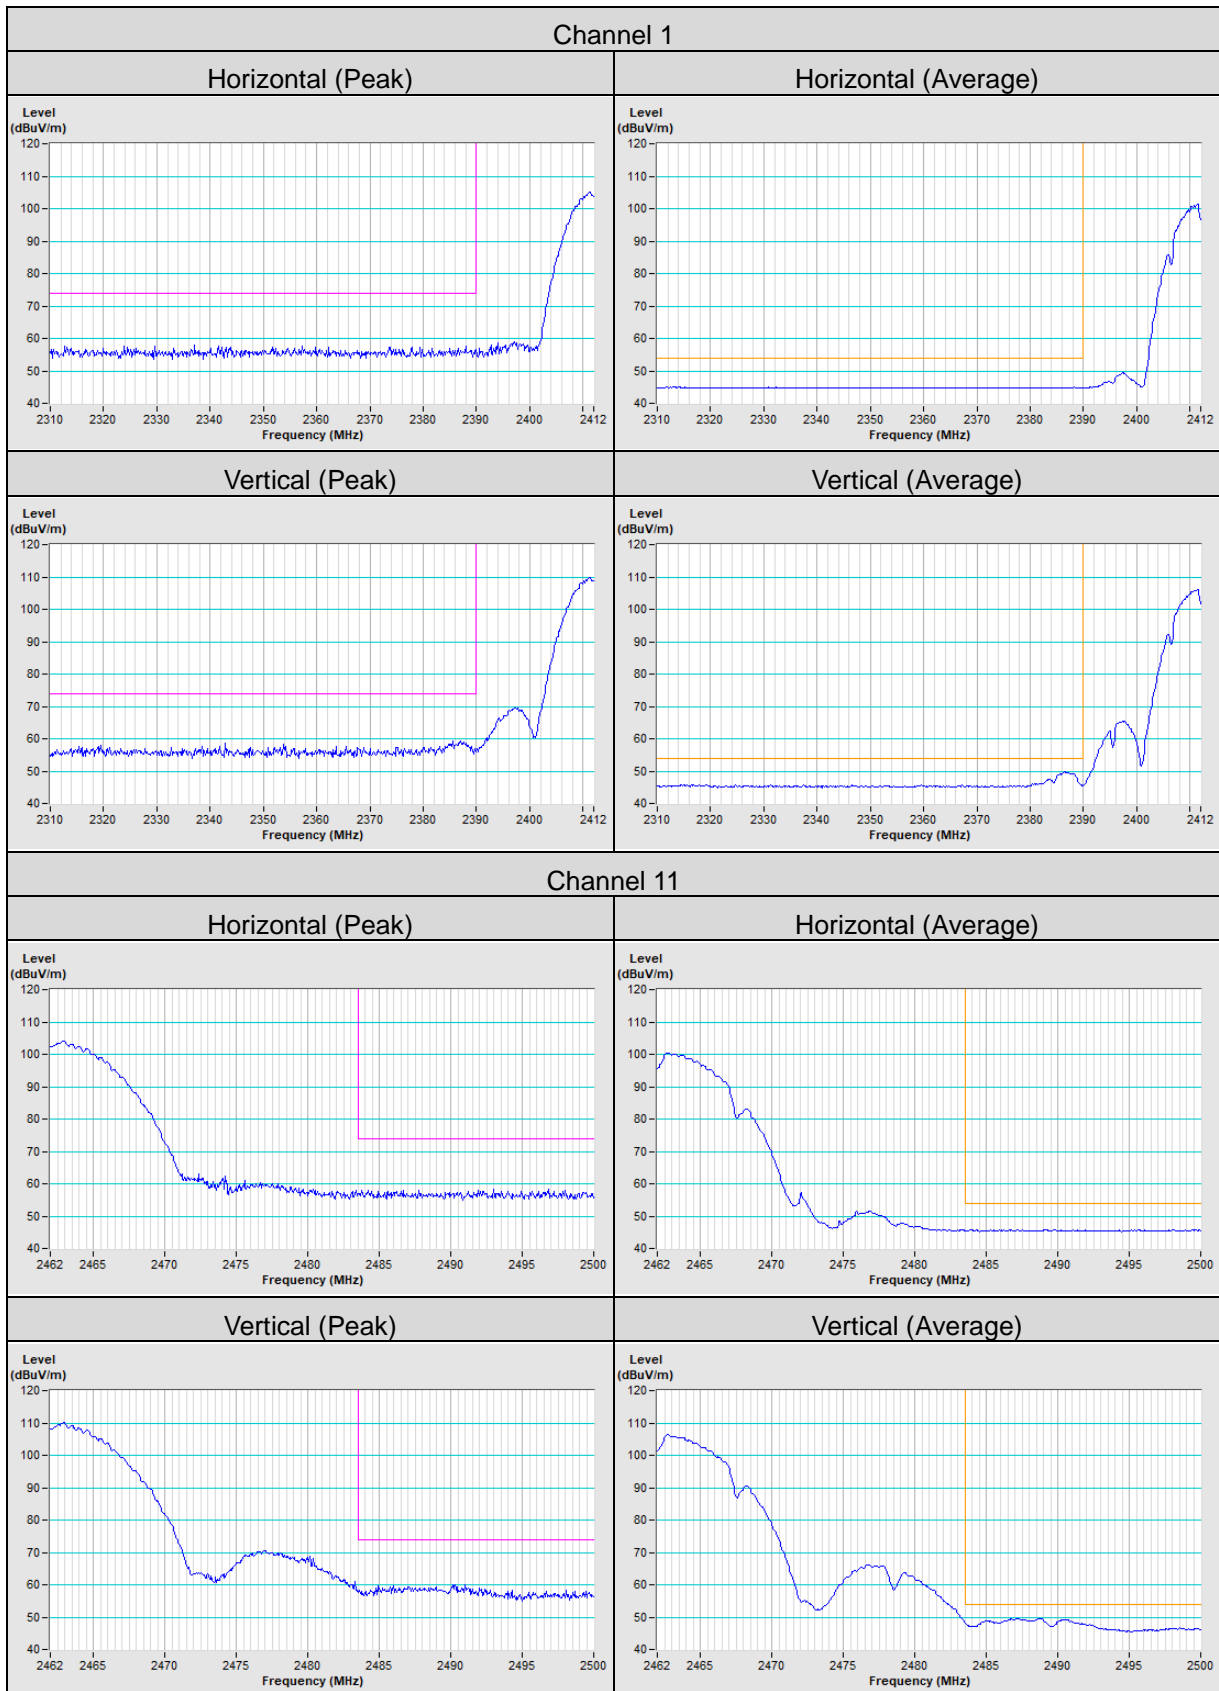 Channel 1
Horizontal (Peak)
Horizontal (Average)
Level
(dBuV/m)
120
110
100
90
80
70
60
50
40
2310 2320 2330 2340 2350 2360 2370 2380 2390 2400 2412
Frequency (MHz)
Level
(dBuV/m)
120
110
100
90
80
70
60
50
40
2310 2320 2330 2340 2350 2360 2370 2380 2390 2400 2412
Frequency (MHz)
Vertical (Peak)
Vertical (Average)
Level
(dBuV/m)
120
110
100
90
80
70
60
50
40
2310 2320 2330 2340 2350 2360 2370 2380 2390 2400 2412
Frequency (MHz)
Level
(dBuV/m)
120
110
100
90
80
70
60
50
40
2310 2320 2330 2340 2350 2360 2370 2380 2390 2400 2412
Frequency (MHz)
Channel 11
Horizontal (Peak)
Horizontal (Average)
Level
(dBuV/m)
120
110
100
90
80
70
60
50
40
2462 2465 2470 2475 2480 2485 2490 2495 2500
Frequency (MHz)
Level
(dBuV/m)
120
110
100
90
80
70
60
50
40
2462 2465 2470 2475 2480 2485 2490 2495 2500
Frequency (MHz)
Vertical (Peak)
Vertical (Average)
Level
(dBuV/m)
120
110
100
90
80
70
60
50
40
2462 2465 2470 2475 2480 2485 2490 2495 2500
Frequency (MHz)
Level
(dBuV/m)
120
110
100
90
80
70
60
50
40
2462 2465 2470 2475 2480 2485 2490 2495 2500
Frequency (MHz)